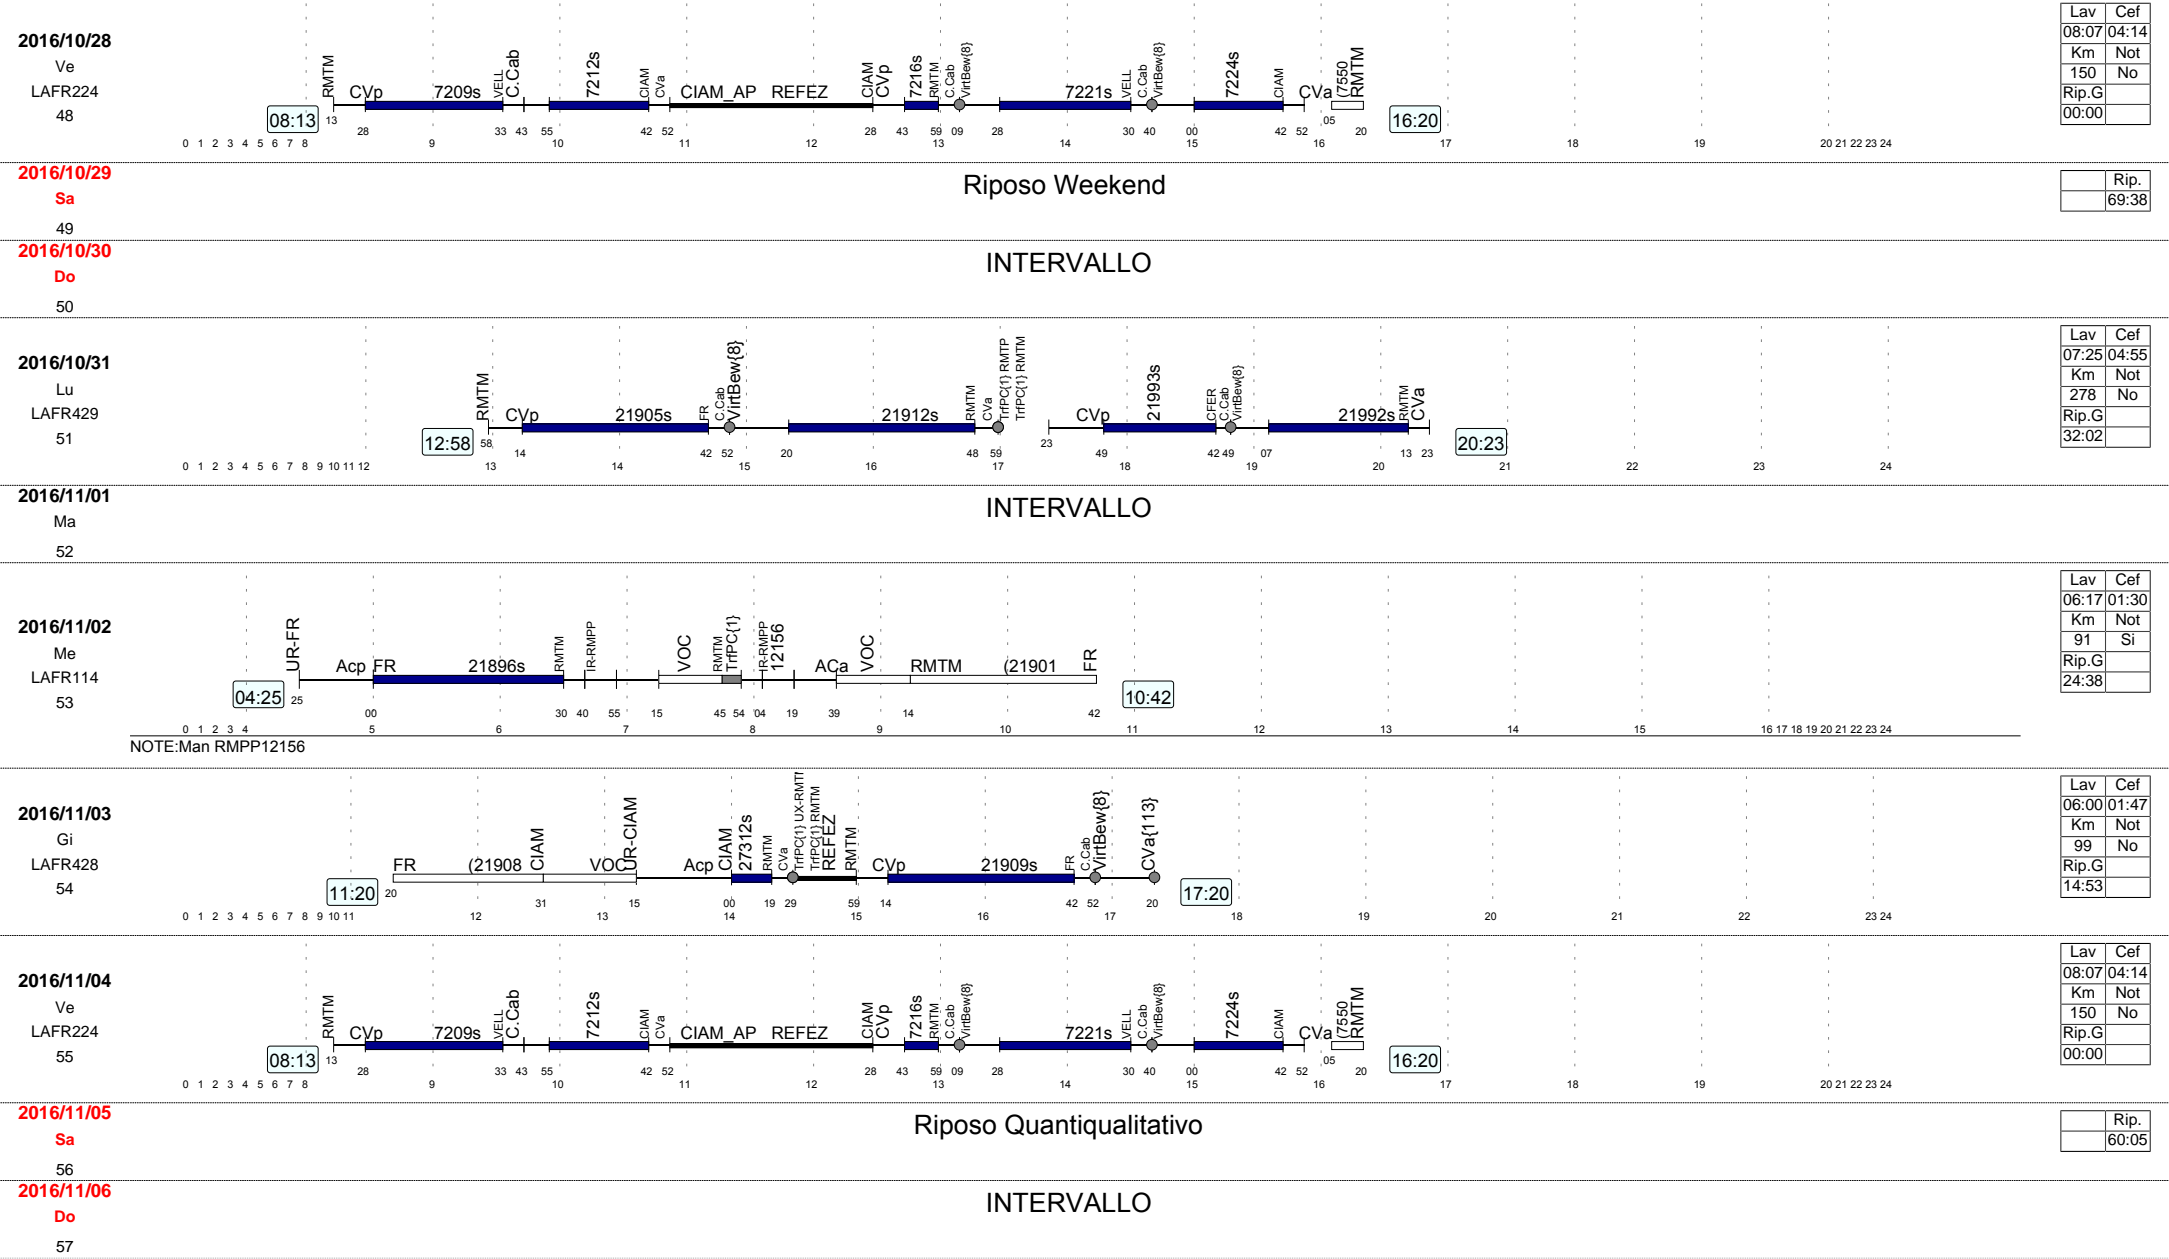 2016/10/28
Ve
LAFR224
48
08:13
RMTM CVp 7209s VELL C.Cab 7212s CIAM CVa CIAM_AP REFEZ CIAM CVp 7216s RMTM C.Cab VirtBew{8} 7221s VELL C.Cab VirtBew{8} 7224s CIAM CVa (7550 RMTM
13 28 33 43 55 42 52 28 43 59 09 28 30 40 00 42 52 05 20
16:20
0 1 2 3 4 5 6 7 8 9 10 11 12 13 14 15 16 17 18 19 20 21 22 23 24
Lav Cef
08:07 04:14
Km Not
150 No
Rip.G
00:00
2016/10/29
Sa
49
Riposo Weekend
Rip.
69:38
2016/10/30
Do
50
INTERVALLO
2016/10/31
Lu
LAFR429
51
12:58
RMTM CVp 21905s FR C.Cab VirtBew{8} 21912s RMTM CVa TrfPC{1} RMTP TrfPC{1} RMTM CVp 21993s CFER C.Cab VirtBew{8} 21992s RMTM CVa
58 14 42 52 20 48 59 23 49 42 49 07 13 23
20:23
0 1 2 3 4 5 6 7 8 9 10 11 12 13 14 15 16 17 18 19 20 21 22 23 24
Lav Cef
07:25 04:55
Km Not
278 No
Rip.G
32:02
2016/11/01
Ma
52
INTERVALLO
2016/11/02
Me
LAFR114
53
04:25
UR-FR Acp FR 21896s RMTM IR-RMPP VOC RMTM TrfPC{1} IR-RMPP 12156 ACa VOC RMTM (21901 FR
25 00 30 40 55 15 45 54 04 19 39 14 42
10:42
0 1 2 3 4 5 6 7 8 9 10 11 12 13 14 15 16 17 18 19 20 21 22 23 24
NOTE:Man RMPP12156
Lav Cef
06:17 01:30
Km Not
91 Si
Rip.G
24:38
2016/11/03
Gi
LAFR428
54
11:20
FR (21908 CIAM VOC UR-CIAM Acp CIAM 27312s RMTM CVa TrfPC{1} UX-RMTM TrfPC{1} RMTM REFEZ RMTM CVp 21909s FR C.Cab VirtBew{8} CVa{113}
20 31 15 00 19 29 59 14 42 52 20
17:20
0 1 2 3 4 5 6 7 8 9 10 11 12 13 14 15 16 17 18 19 20 21 22 23 24
Lav Cef
06:00 01:47
Km Not
99 No
Rip.G
14:53
2016/11/04
Ve
LAFR224
55
08:13
RMTM CVp 7209s VELL C.Cab 7212s CIAM CVa CIAM_AP REFEZ CIAM CVp 7216s RMTM C.Cab VirtBew{8} 7221s VELL C.Cab VirtBew{8} 7224s CIAM CVa (7550 RMTM
13 28 33 43 55 42 52 28 43 59 09 28 30 40 00 42 52 05 20
16:20
0 1 2 3 4 5 6 7 8 9 10 11 12 13 14 15 16 17 18 19 20 21 22 23 24
Lav Cef
08:07 04:14
Km Not
150 No
Rip.G
00:00
2016/11/05
Sa
56
Riposo Quantiqualitativo
Rip.
60:05
2016/11/06
Do
57
INTERVALLO